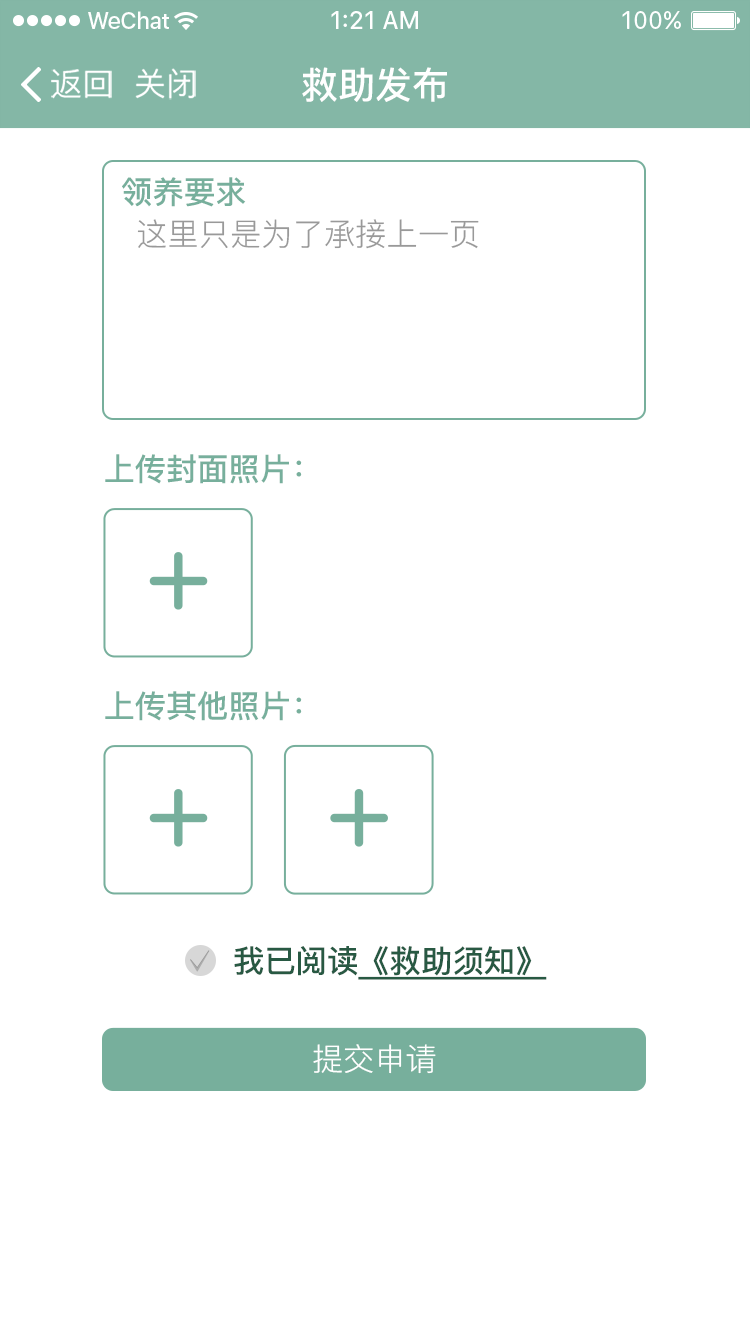 WeChat 1:21 AM 100%
返回 关闭 救助发布
领养要求
这里只是为了承接上一页
上传封面照片：
上传其他照片：
我已阅读《救助须知》
提交申请